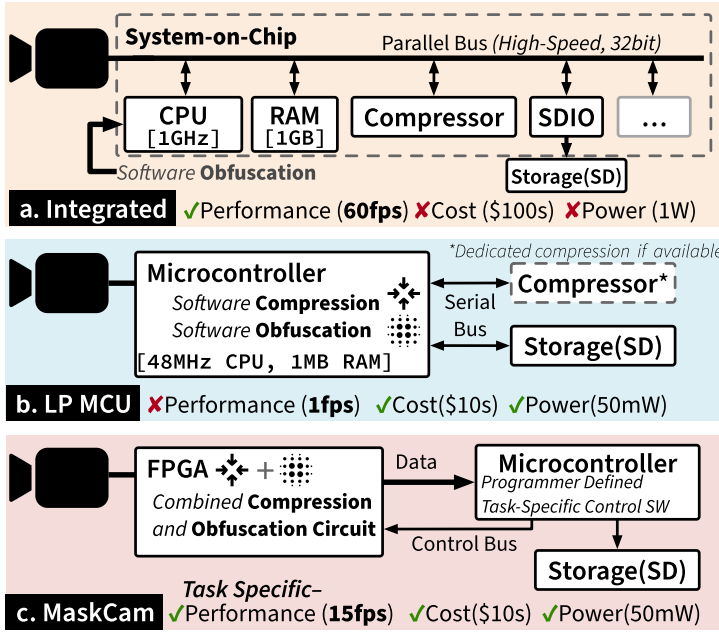 System-on-Chip
Parallel Bus (High-Speed, 32bit)
CPU
[1GHz]
RAM
[1GB]
Compressor
SDIO
...
Software Obfuscation
Storage(SD)
a. Integrated
✓Performance (60fps) ✘Cost ($100s) ✘Power (1W)
*Dedicated compression if available
Microcontroller
Software Compression
Software Obfuscation
[48MHz CPU, 1MB RAM]
Compressor*
Serial
Bus
Storage(SD)
b. LP MCU
✘Performance (1fps) ✓Cost($10s) ✓Power(50mW)
FPGA +
Combined Compression
and Obfuscation Circuit
Data
Microcontroller
Programmer Defined
Task-Specific Control SW
Control Bus
Storage(SD)
Task Specific–
c. MaskCam
✓Performance (15fps) ✓Cost($10s) ✓Power(50mW)